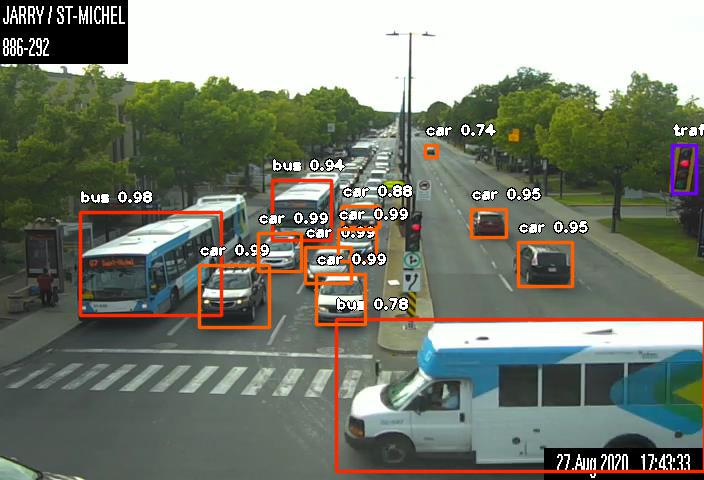 JARRY / ST-MICHEL
886-292
car 0.74
traf
bus 0.94
bus 0.98
car 0.88
car 0.95
car 0.99
car 0.99
car 0.99
car 0.95
car 0.99
car 0.99
bus 0.78
27.Aug 2020 17:43:33